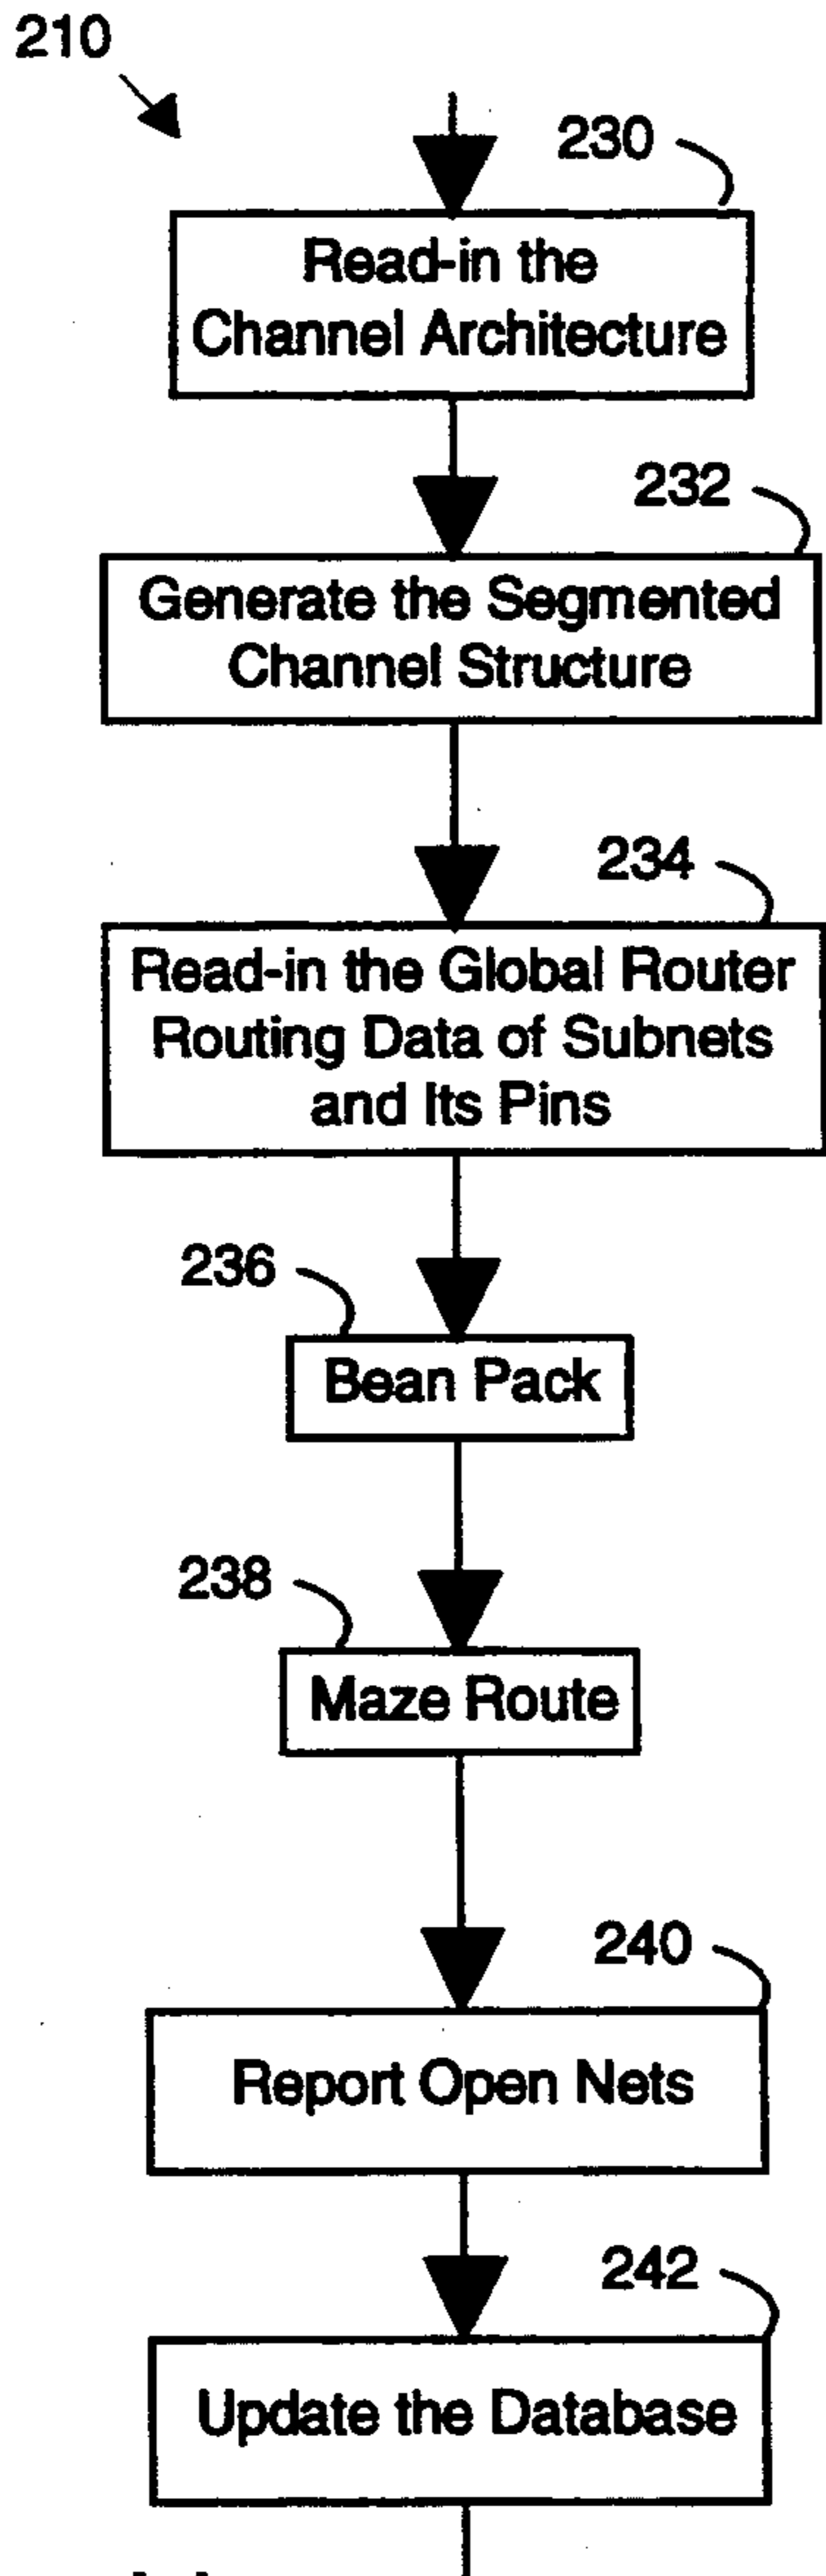 210
230
Read-in the
Channel Architecture
232
Generate the Segmented
Channel Structure
234
Read-in the Global Router
Routing Data of Subnets
and Its Pins
236
Bean Pack
238
Maze Route
240
Report Open Nets
242
Update the Database